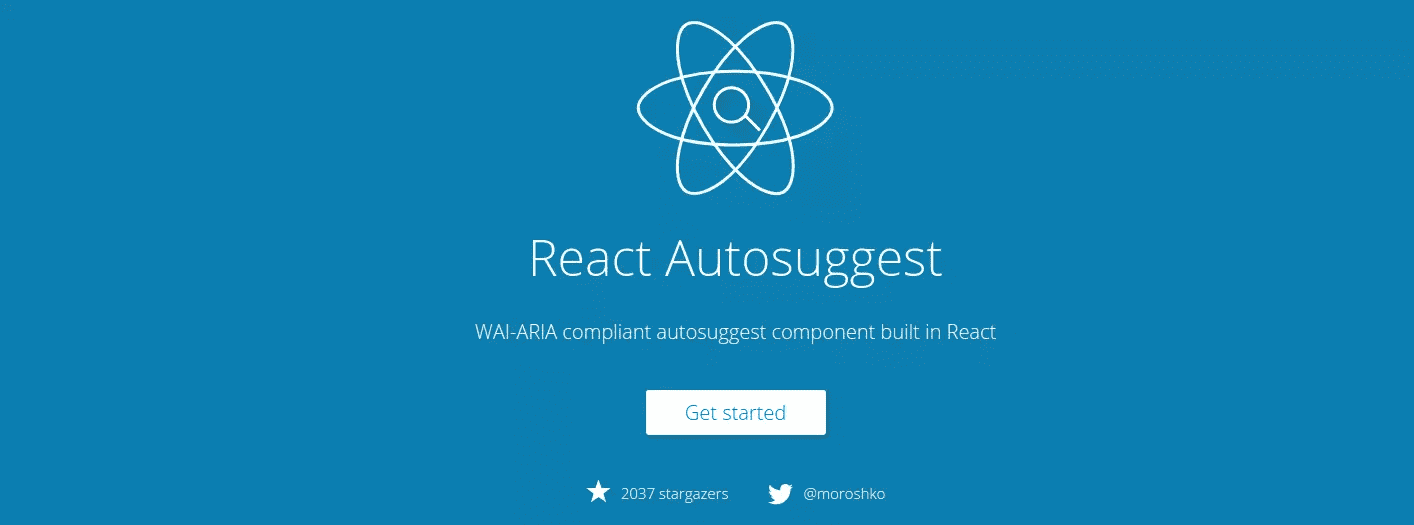 React Autosuggest
WAI-ARIA compliant autosuggest component built in React
Get started
2037 stargazers @moroshko